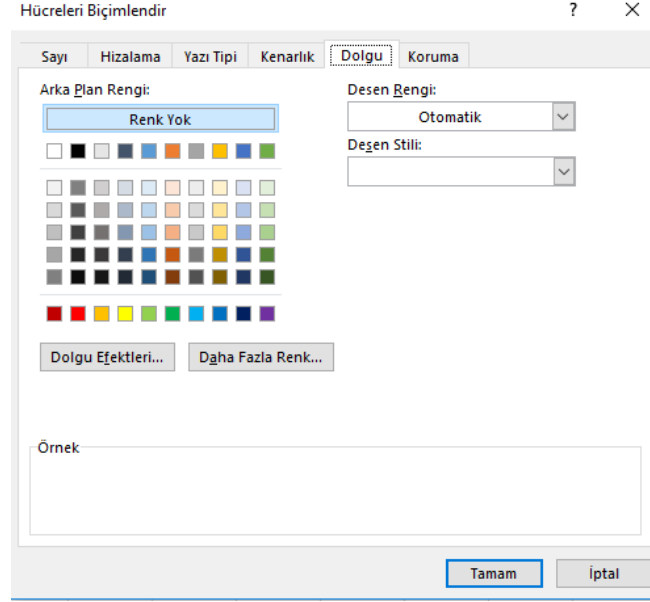 Hücreleri Biçimlendir ?
Sayı Hizalama Yazı Tipi Kenarlık Dolgu Koruma
Arka Plan Rengi:
Renk Yok
Desen Rengi:
Otomatik
Desen Stili:
Dolgu Efektleri... Daha Fazla Renk...
Örnek
Tamam İptal